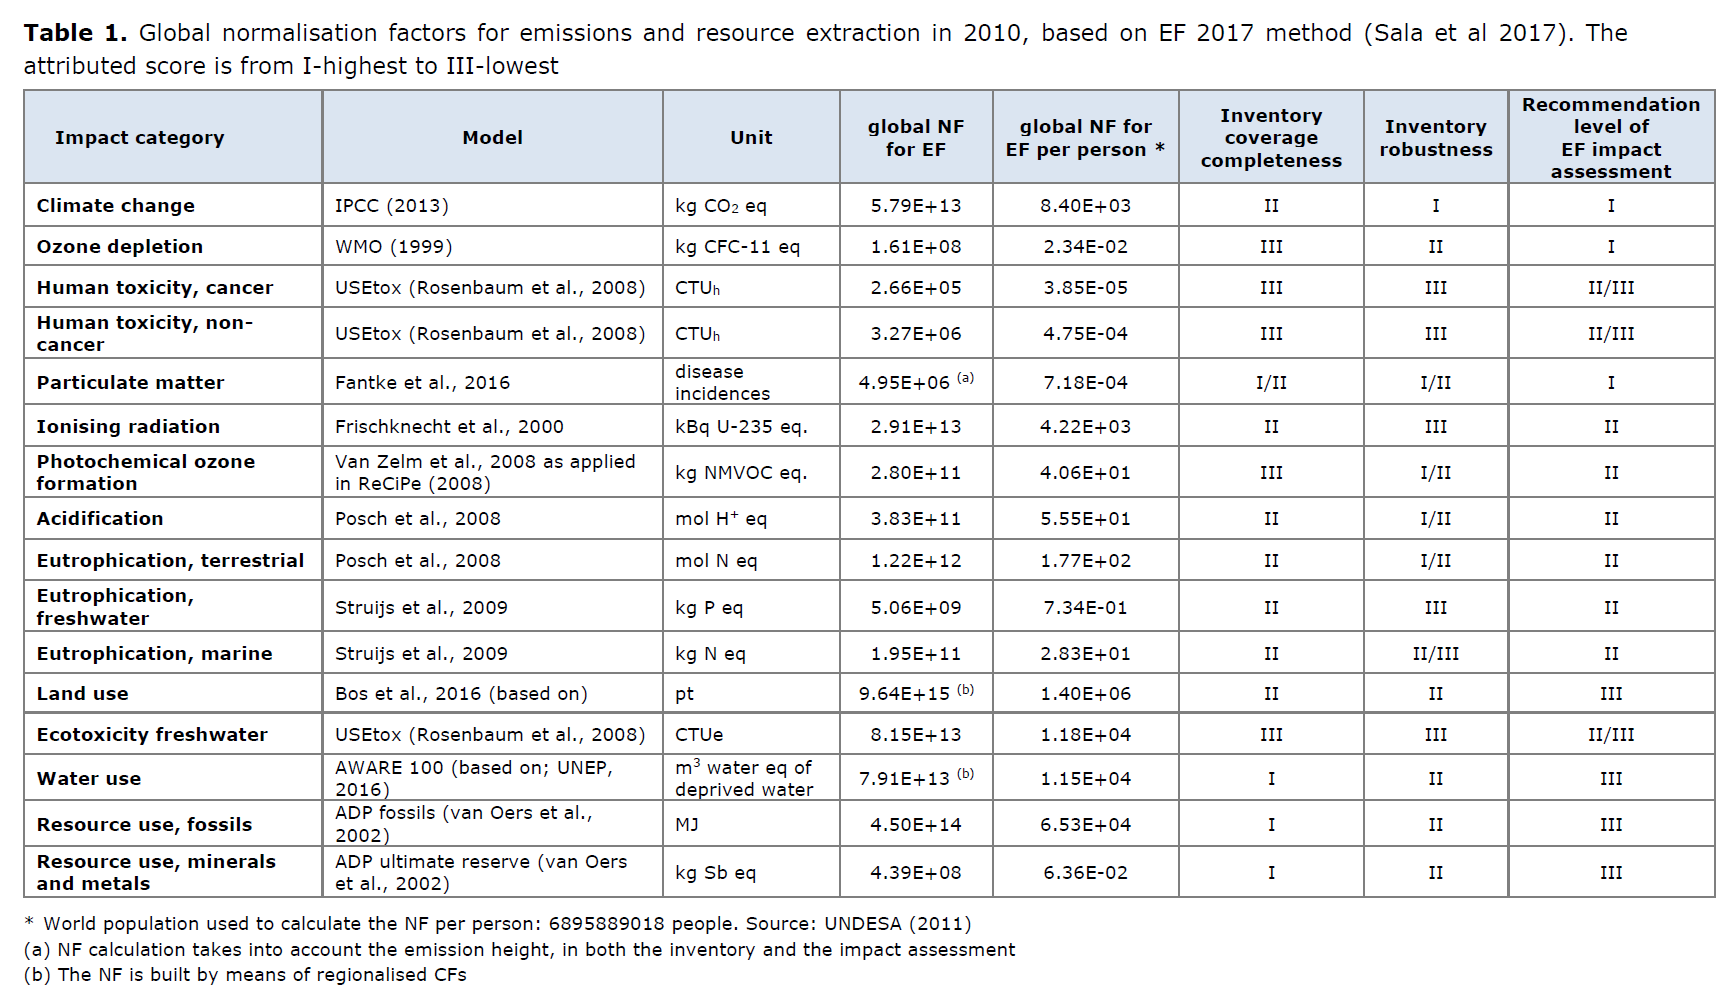 Table 1. Global normalisation factors for emissions and resource extraction in 2010, based on EF 2017 method (Sala et al 2017). The
attributed score is from I-highest to III-lowest
Impact category Model Unit global NF for EF global NF for EF per person * Inventory coverage completeness Inventory robustness Recommendation level of EF impact assessment
Climate change IPCC (2013) kg CO₂ eq 5.79E+13 8.40E+03 II I I
Ozone depletion WMO (1999) kg CFC-11 eq 1.61E+08 2.34E-02 III II I
Human toxicity, cancer USEtox (Rosenbaum et al., 2008) CTUₕ 2.66E+05 3.85E-05 III III II/III
Human toxicity, non-cancer USEtox (Rosenbaum et al., 2008) CTUₕ 3.27E+06 4.75E-04 III III II/III
Particulate matter Fantke et al., 2016 disease incidences 4.95E+06 (a) 7.18E-04 I/II I/II I
Ionising radiation Frischknecht et al., 2000 kBq U-235 eq. 2.91E+13 4.22E+03 II III II
Photochemical ozone formation Van Zelm et al., 2008 as applied in ReCiPe (2008) kg NMVOC eq. 2.80E+11 4.06E+01 III I/II II
Acidification Posch et al., 2008 mol H⁺ eq 3.83E+11 5.55E+01 II I/II II
Eutrophication, terrestrial Posch et al., 2008 mol N eq 1.22E+12 1.77E+02 II I/II II
Eutrophication, freshwater Struijs et al., 2009 kg P eq 5.06E+09 7.34E-01 II III II
Eutrophication, marine Struijs et al., 2009 kg N eq 1.95E+11 2.83E+01 II II/III II
Land use Bos et al., 2016 (based on) pt 9.64E+15 (b) 1.40E+06 II II III
Ecotoxicity freshwater USEtox (Rosenbaum et al., 2008) CTUe 8.15E+13 1.18E+04 III III II/III
Water use AWARE 100 (based on; UNEP, 2016) m³ water eq of deprived water 7.91E+13 (b) 1.15E+04 I II III
Resource use, fossils ADP fossils (van Oers et al., 2002) MJ 4.50E+14 6.53E+04 I II III
Resource use, minerals and metals ADP ultimate reserve (van Oers et al., 2002) kg Sb eq 4.39E+08 6.36E-02 I II III
* World population used to calculate the NF per person: 6895889018 people. Source: UNDESA (2011)
(a) NF calculation takes into account the emission height, in both the inventory and the impact assessment
(b) The NF is built by means of regionalised CFs